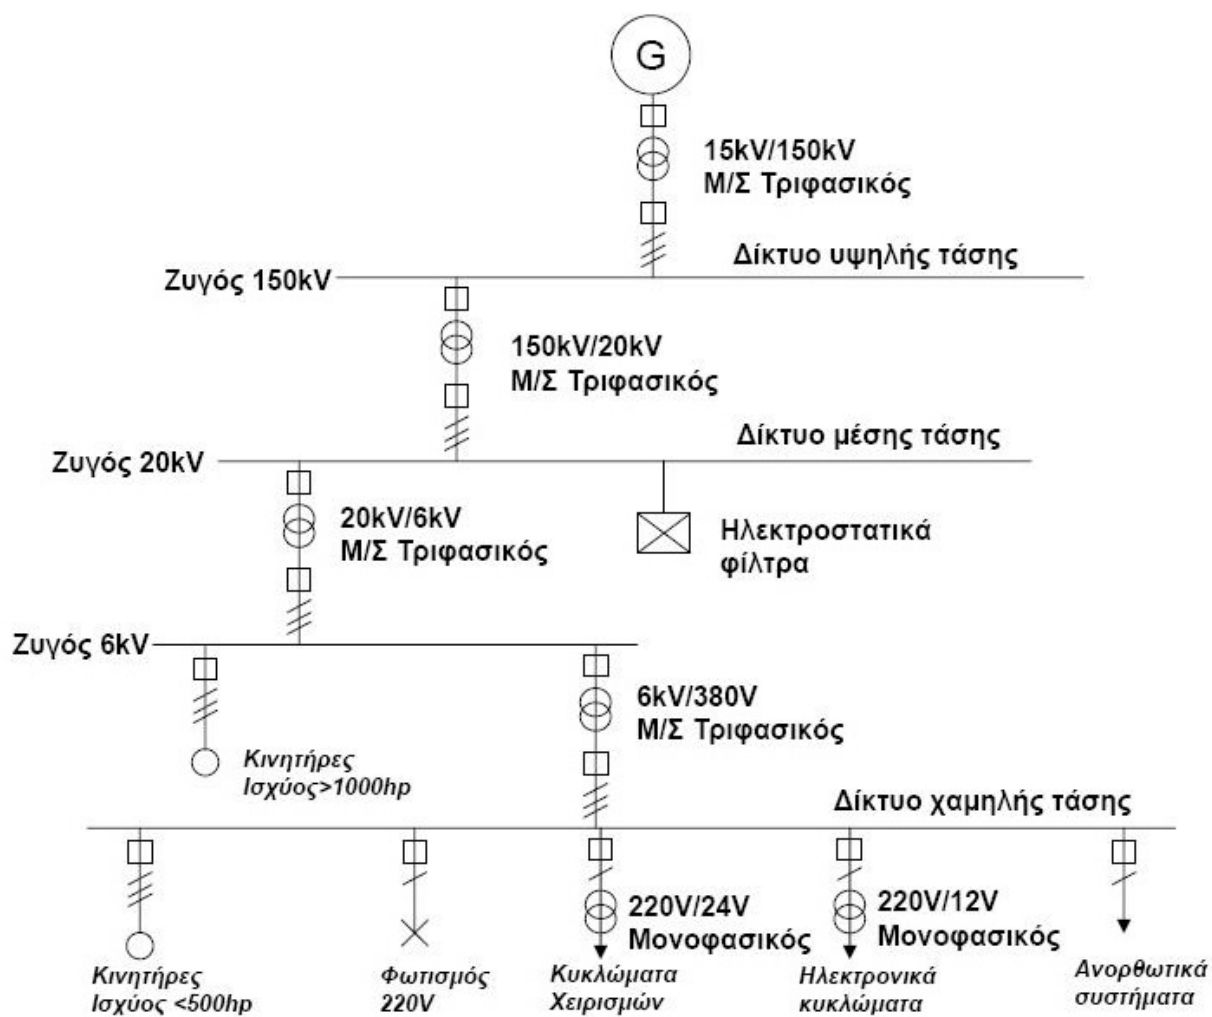 G
15kV/150kV
Μ/Σ Τριφασικός
Δίκτυο υψηλής τάσης
Ζυγός 150kV
150kV/20kV
Μ/Σ Τριφασικός
Δίκτυο μέσης τάσης
Ζυγός 20kV
20kV/6kV
Μ/Σ Τριφασικός
Ηλεκτροστατικά
φίλτρα
Ζυγός 6kV
6kV/380V
Μ/Σ Τριφασικός
Κινητήρες
Ισχύος>1000hp
Δίκτυο χαμηλής τάσης
220V/24V
Μονοφασικός
220V/12V
Μονοφασικός
Κινητήρες
Ισχύος <500hp
Φωτισμός
220V
Κυκλώματα
Χειρισμών
Ηλεκτρονικά
κυκλώματα
Ανορθωτικά
συστήματα